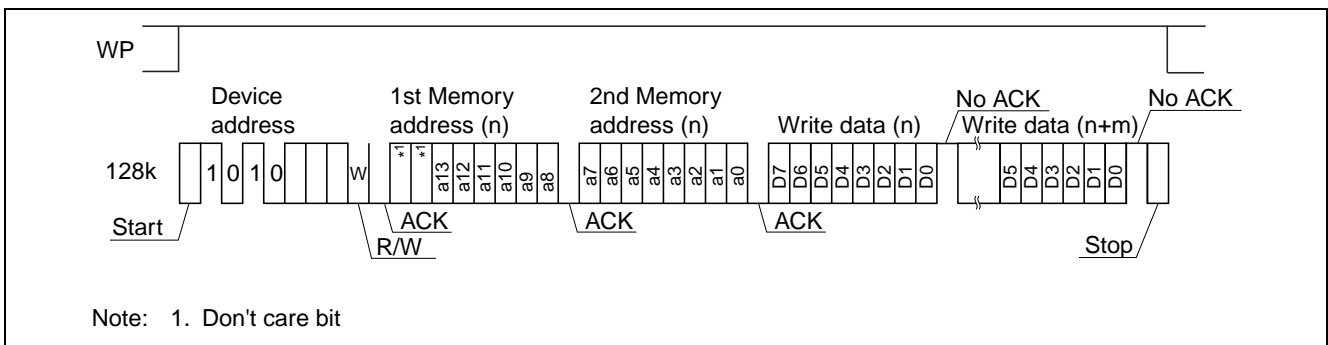 WP
Device address
1st Memory address (n)
2nd Memory address (n)
Write data (n)
No ACK
Write data (n+m)
No ACK
128k
1 0 1 0 W
*1 *1 a13 a12 a11 a10 a9 a8
a7 a6 a5 a4 a3 a2 a1 a0
D7 D6 D5 D4 D3 D2 D1 D0
D5 D4 D3 D2 D1 D0
Start
R/W
ACK
ACK
ACK
Stop
Note: 1. Don't care bit